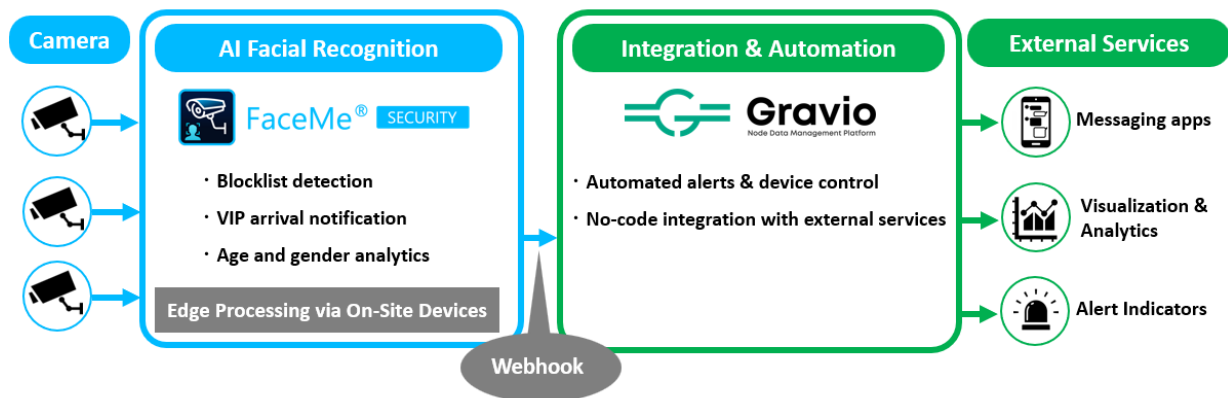 Camera
AI Facial Recognition
FaceMe® SECURITY
・Blocklist detection
・VIP arrival notification
・Age and gender analytics
Edge Processing via On-Site Devices
Webhook
Integration & Automation
Gravio
Node Data Management Platform
・Automated alerts & device control
・No-code integration with external services
External Services
Messaging apps
Visualization &
Analytics
Alert Indicators